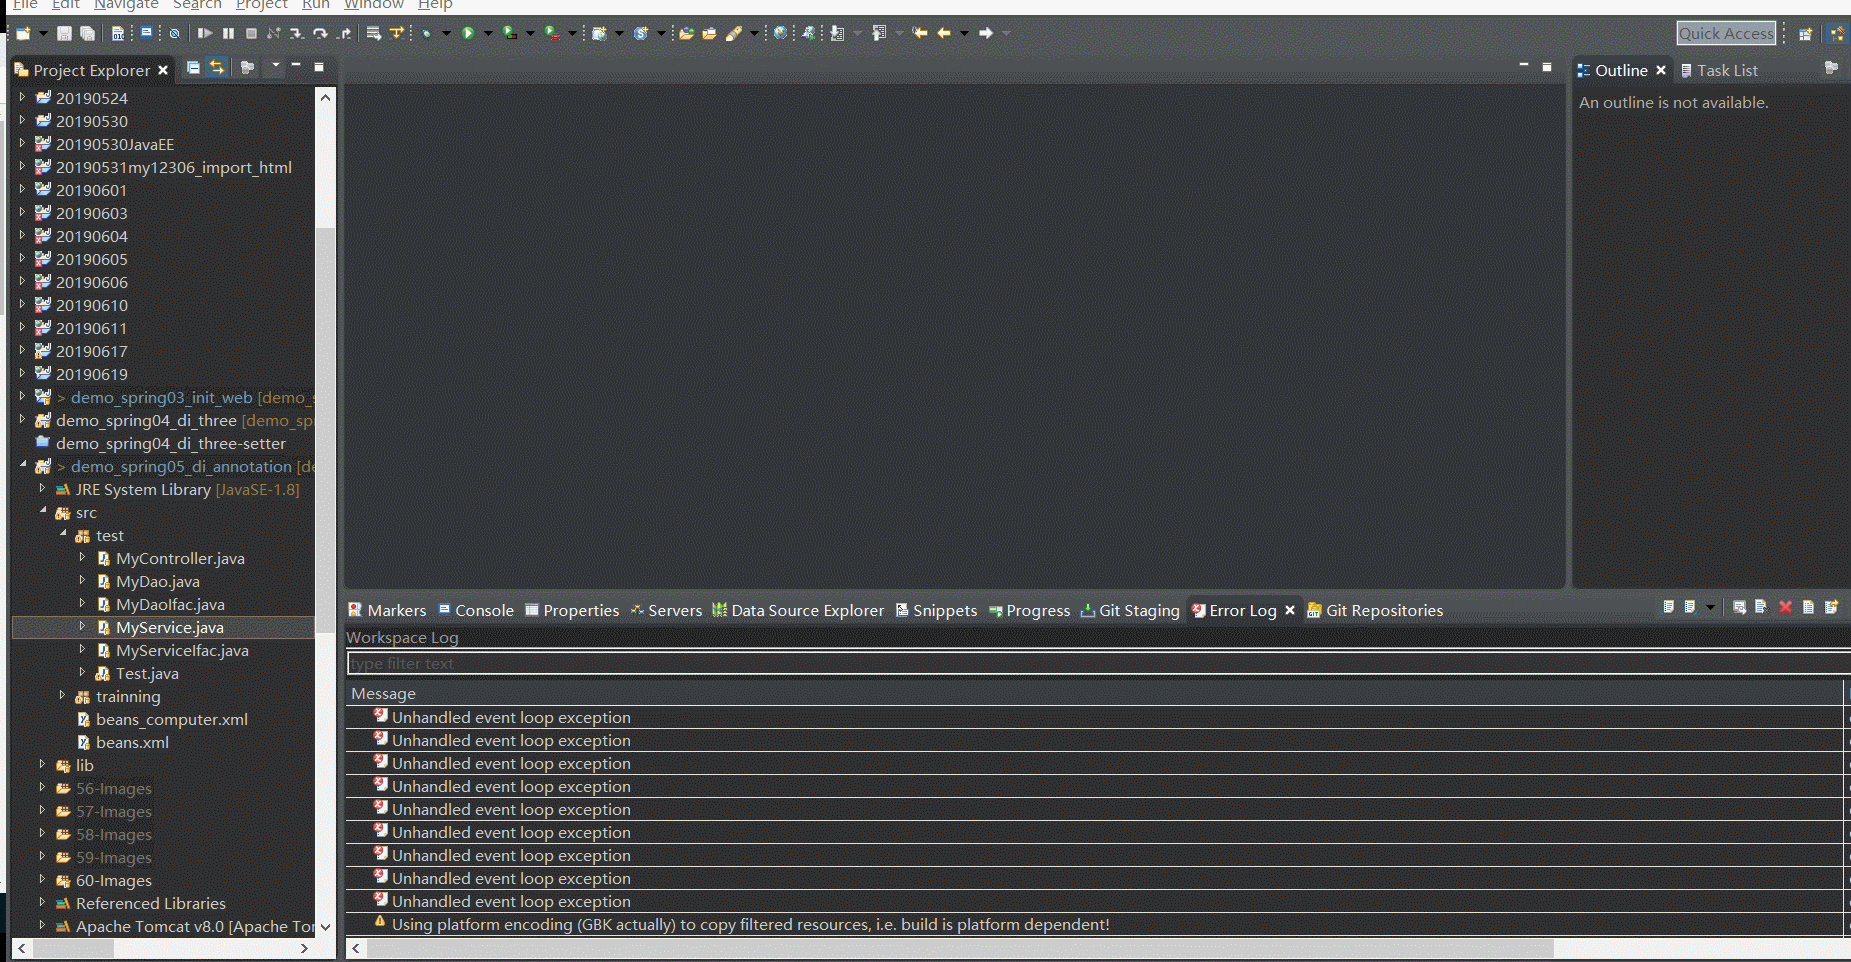 File Edit Navigate Search Project Run Window Help
Quick Access
Project Explorer
20190524
20190530
20190530JavaEE
20190531my12306_import_html
20190601
20190603
20190604
20190605
20190606
20190610
20190611
20190617
20190619
> demo_spring03_init_web [demo_s
demo_spring04_di_three [demo_spr
demo_spring04_di_three-setter
> demo_spring05_di_annotation [de
JRE System Library [JavaSE-1.8]
src
test
MyController.java
MyDao.java
MyDaoIfac.java
MyService.java
MyServiceIfac.java
Test.java
trainning
beans_computer.xml
beans.xml
lib
56-Images
57-Images
58-Images
59-Images
60-Images
Referenced Libraries
Apache Tomcat v8.0 [Apache Tor
Outline Task List
An outline is not available.
Markers Console Properties Servers Data Source Explorer Snippets Progress Git Staging Error Log Git Repositories
Workspace Log
type filter text
Message
Unhandled event loop exception
Unhandled event loop exception
Unhandled event loop exception
Unhandled event loop exception
Unhandled event loop exception
Unhandled event loop exception
Unhandled event loop exception
Unhandled event loop exception
Unhandled event loop exception
Using platform encoding (GBK actually) to copy filtered resources, i.e. build is platform dependent!